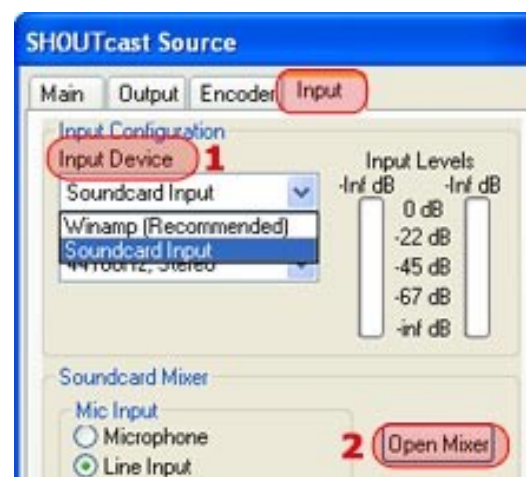 SHOUTcast Source
Main Output Encoder Input
Input Configuration
Input Device 1
Input Levels
Soundcard Input
-Inf dB -Inf dB
Winamp (Recommended)
Soundcard Input
44100Hz, Stereo
0 dB
-22 dB
-45 dB
-67 dB
-inf dB
Soundcard Mixer
Mic Input
Microphone
Line Input
2 Open Mixer